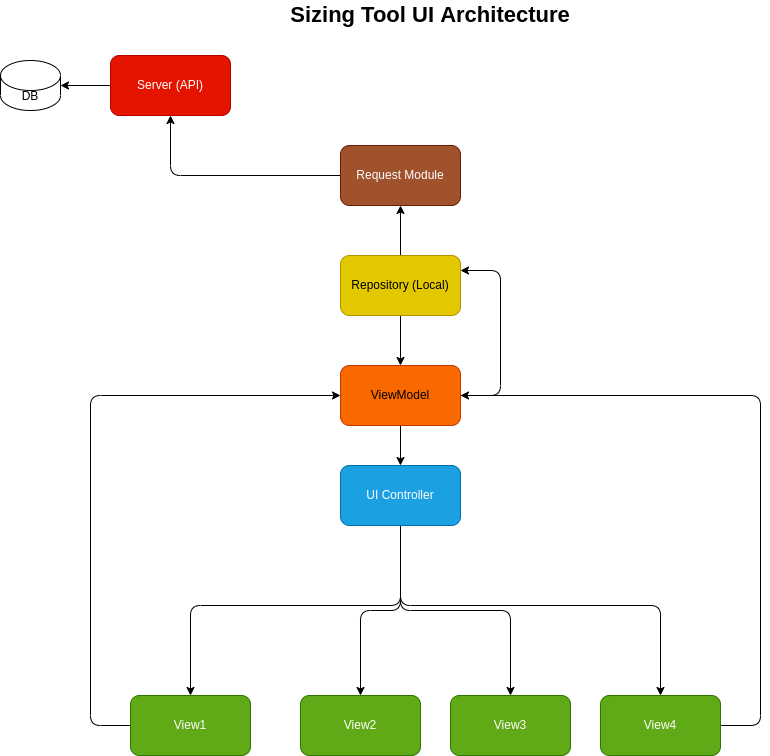 Sizing Tool UI Architecture
DB
Server (API)
Request Module
Repository (Local)
ViewModel
UI Controller
View1
View2
View3
View4